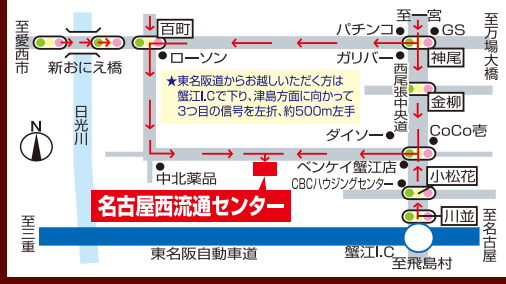 至愛西市
新おにえ橋
百町
ローソン
パチンコ
至一宮
GS
至万場大橋
ガリバー
神尾
西尾張中央道
金柳
★東名阪道からお越しいただく方は
蟹江I.Cで下り、津島方面に向かって
3つ目の信号を左折、約500m左手
日光川
N
ダイソー
CoCo壱
中北薬品
ベンケイ蟹江店
CBCハウジングセンター
小松花
名古屋西流通センター
川並
至三重
東名阪自動車道
蟹江I.C
至飛島村
至名古屋